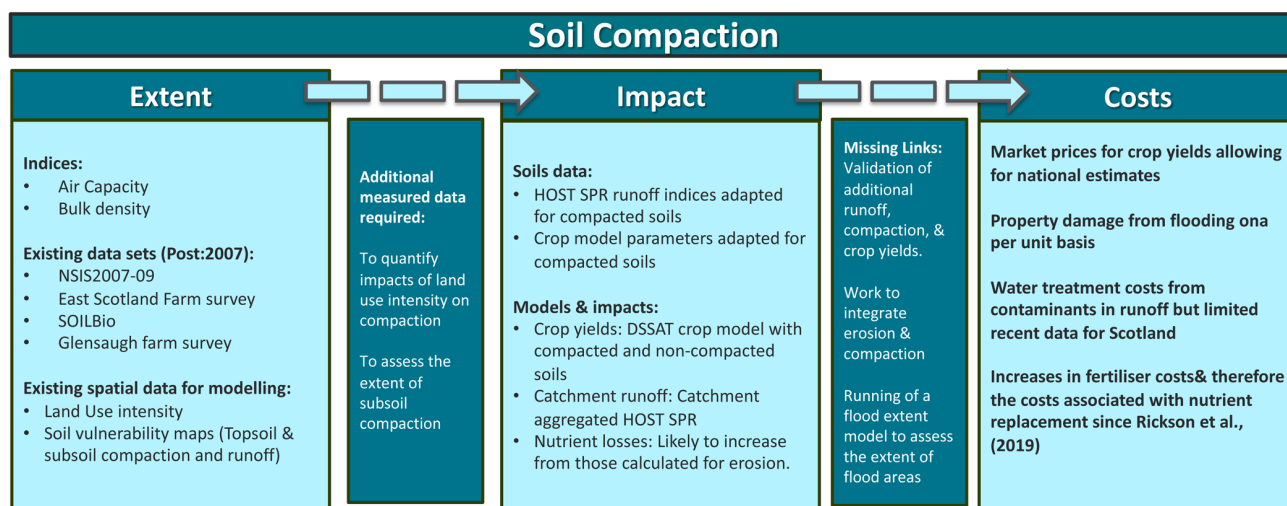 Soil Compaction
Extent
Indices:
• Air Capacity
• Bulk density
Existing data sets (Post:2007):
• NSIS2007-09
• East Scotland Farm survey
• SOILBio
• Glensaugh farm survey
Existing spatial data for modelling:
• Land Use intensity
• Soil vulnerability maps (Topsoil &
subsoil compaction and runoff)
Additional
measured data
required:
To quantify
impacts of land
use intensity on
compaction
To assess the
extent of
subsoil
compaction
Impact
Soils data:
• HOST SPR runoff indices adapted
for compacted soils
• Crop model parameters adapted for
compacted soils
Models & impacts:
• Crop yields: DSSAT crop model with
compacted and non-compacted
soils
• Catchment runoff: Catchment
aggregated HOST SPR
• Nutrient losses: Likely to increase
from those calculated for erosion.
Missing Links:
Validation of
additional
runoff,
compaction, &
crop yields.
Work to
integrate
erosion &
compaction
Running of a
flood extent
model to assess
the extent of
flood areas
Costs
Market prices for crop yields allowing
for national estimates
Property damage from flooding ona
per unit basis
Water treatment costs from
contaminants in runoff but limited
recent data for Scotland
Increases in fertiliser costs& therefore
the costs associated with nutrient
replacement since Rickson et al.,
(2019)